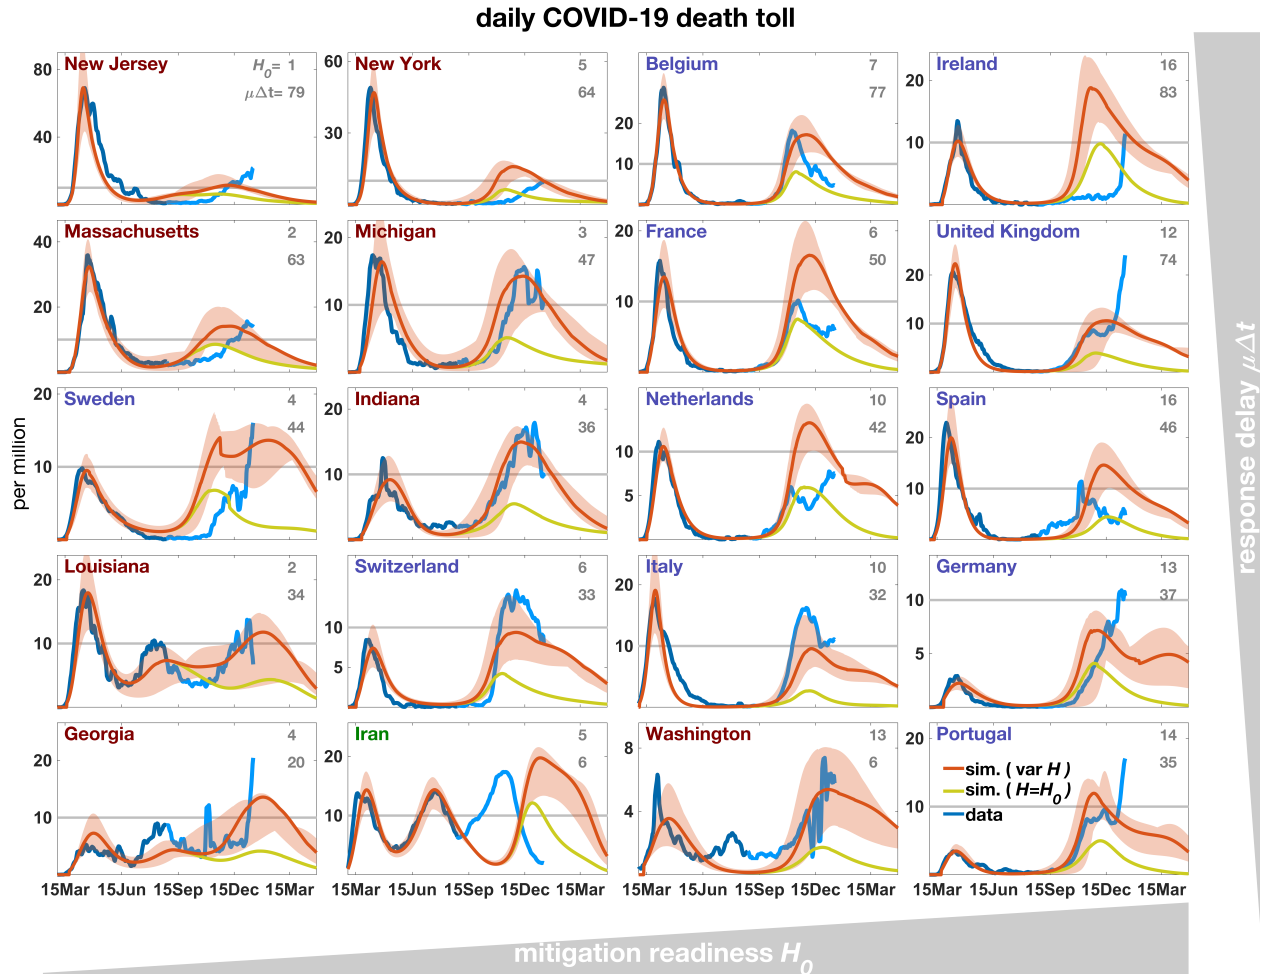 daily COVID-19 death toll
New Jersey H0= 1
μΔt= 79
80
40
New York 5
64
60
30
Belgium 7
77
20
10
Ireland 16
83
20
10
Massachusetts 2
63
40
20
Michigan 3
47
20
10
France 6
50
20
10
United Kingdom 12
74
20
10
Sweden 4
44
20
10
Indiana 4
36
20
10
Netherlands 10
42
10
5
Spain 16
46
20
10
per million
Louisiana 2
34
20
10
Switzerland 6
33
10
5
Italy 10
32
20
10
Germany 13
37
10
5
Georgia 4
20
20
10
Iran 5
6
20
10
Washington 13
6
8
4
Portugal 14
35
20
10
sim. ( var H )
sim. ( H=H0 )
data
15Mar 15Jun 15Sep 15Dec 15Mar
15Mar 15Jun 15Sep 15Dec 15Mar
15Mar 15Jun 15Sep 15Dec 15Mar
15Mar 15Jun 15Sep 15Dec 15Mar
response delay μΔt
mitigation readiness H0